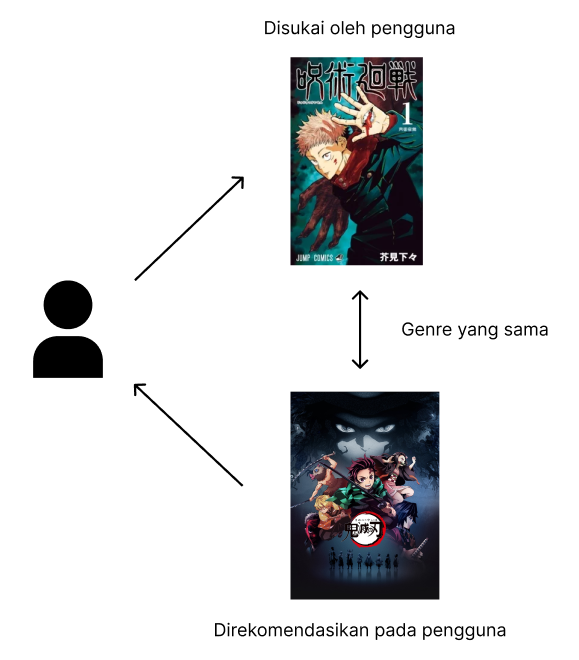 Disukai oleh pengguna
呪術廻戦
1
JUMP COMICS
芥見下々
Genre yang sama
鬼滅の刃
Direkomendasikan pada pengguna